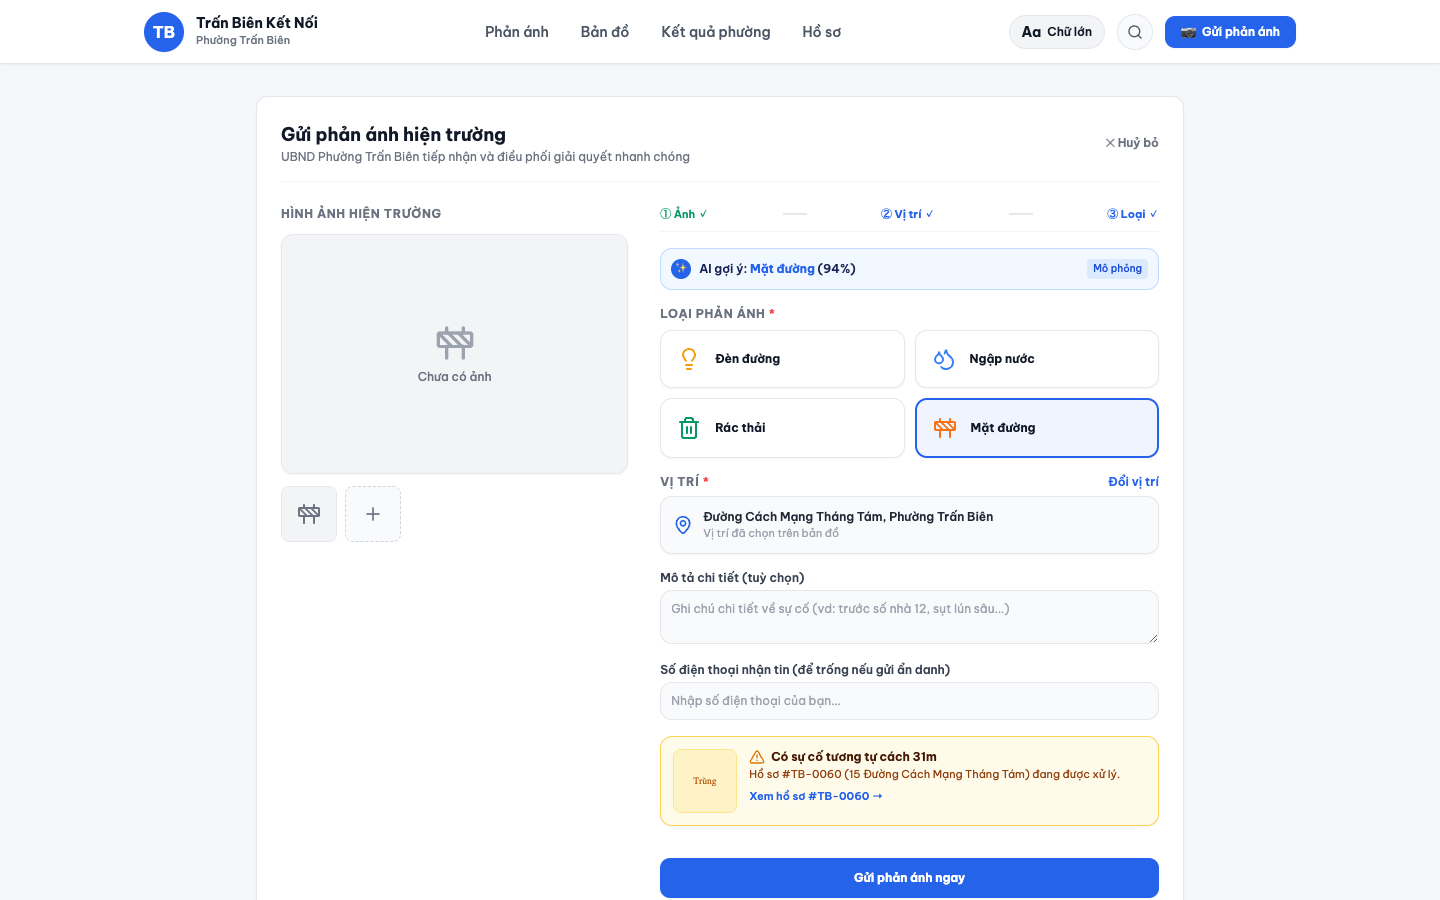 TB
Trấn Biên Kết Nối
Phường Trấn Biên
Phản ánh
Bản đồ
Kết quả phường
Hồ sơ
Aa Chữ lớn
Gửi phản ánh
Gửi phản ánh hiện trường
UBND Phường Trấn Biên tiếp nhận và điều phối giải quyết nhanh chóng
Huỷ bỏ
HÌNH ẢNH HIỆN TRƯỜNG
Chưa có ảnh
① Ảnh ✓
② Vị trí ✓
③ Loại ✓
AI gợi ý: Mặt đường (94%)
Mô phỏng
LOẠI PHẢN ÁNH *
Đèn đường
Ngập nước
Rác thải
Mặt đường
VỊ TRÍ *
Đổi vị trí
Đường Cách Mạng Tháng Tám, Phường Trấn Biên
Vị trí đã chọn trên bản đồ
Mô tả chi tiết (tuỳ chọn)
Ghi chú chi tiết về sự cố (vd: trước số nhà 12, sụt lún sâu...)
Số điện thoại nhận tin (để trống nếu gửi ẩn danh)
Nhập số điện thoại của bạn...
Trùng
Có sự cố tương tự cách 31m
Hồ sơ #TB-0060 (15 Đường Cách Mạng Tháng Tám) đang được xử lý.
Xem hồ sơ #TB-0060 →
Gửi phản ánh ngay